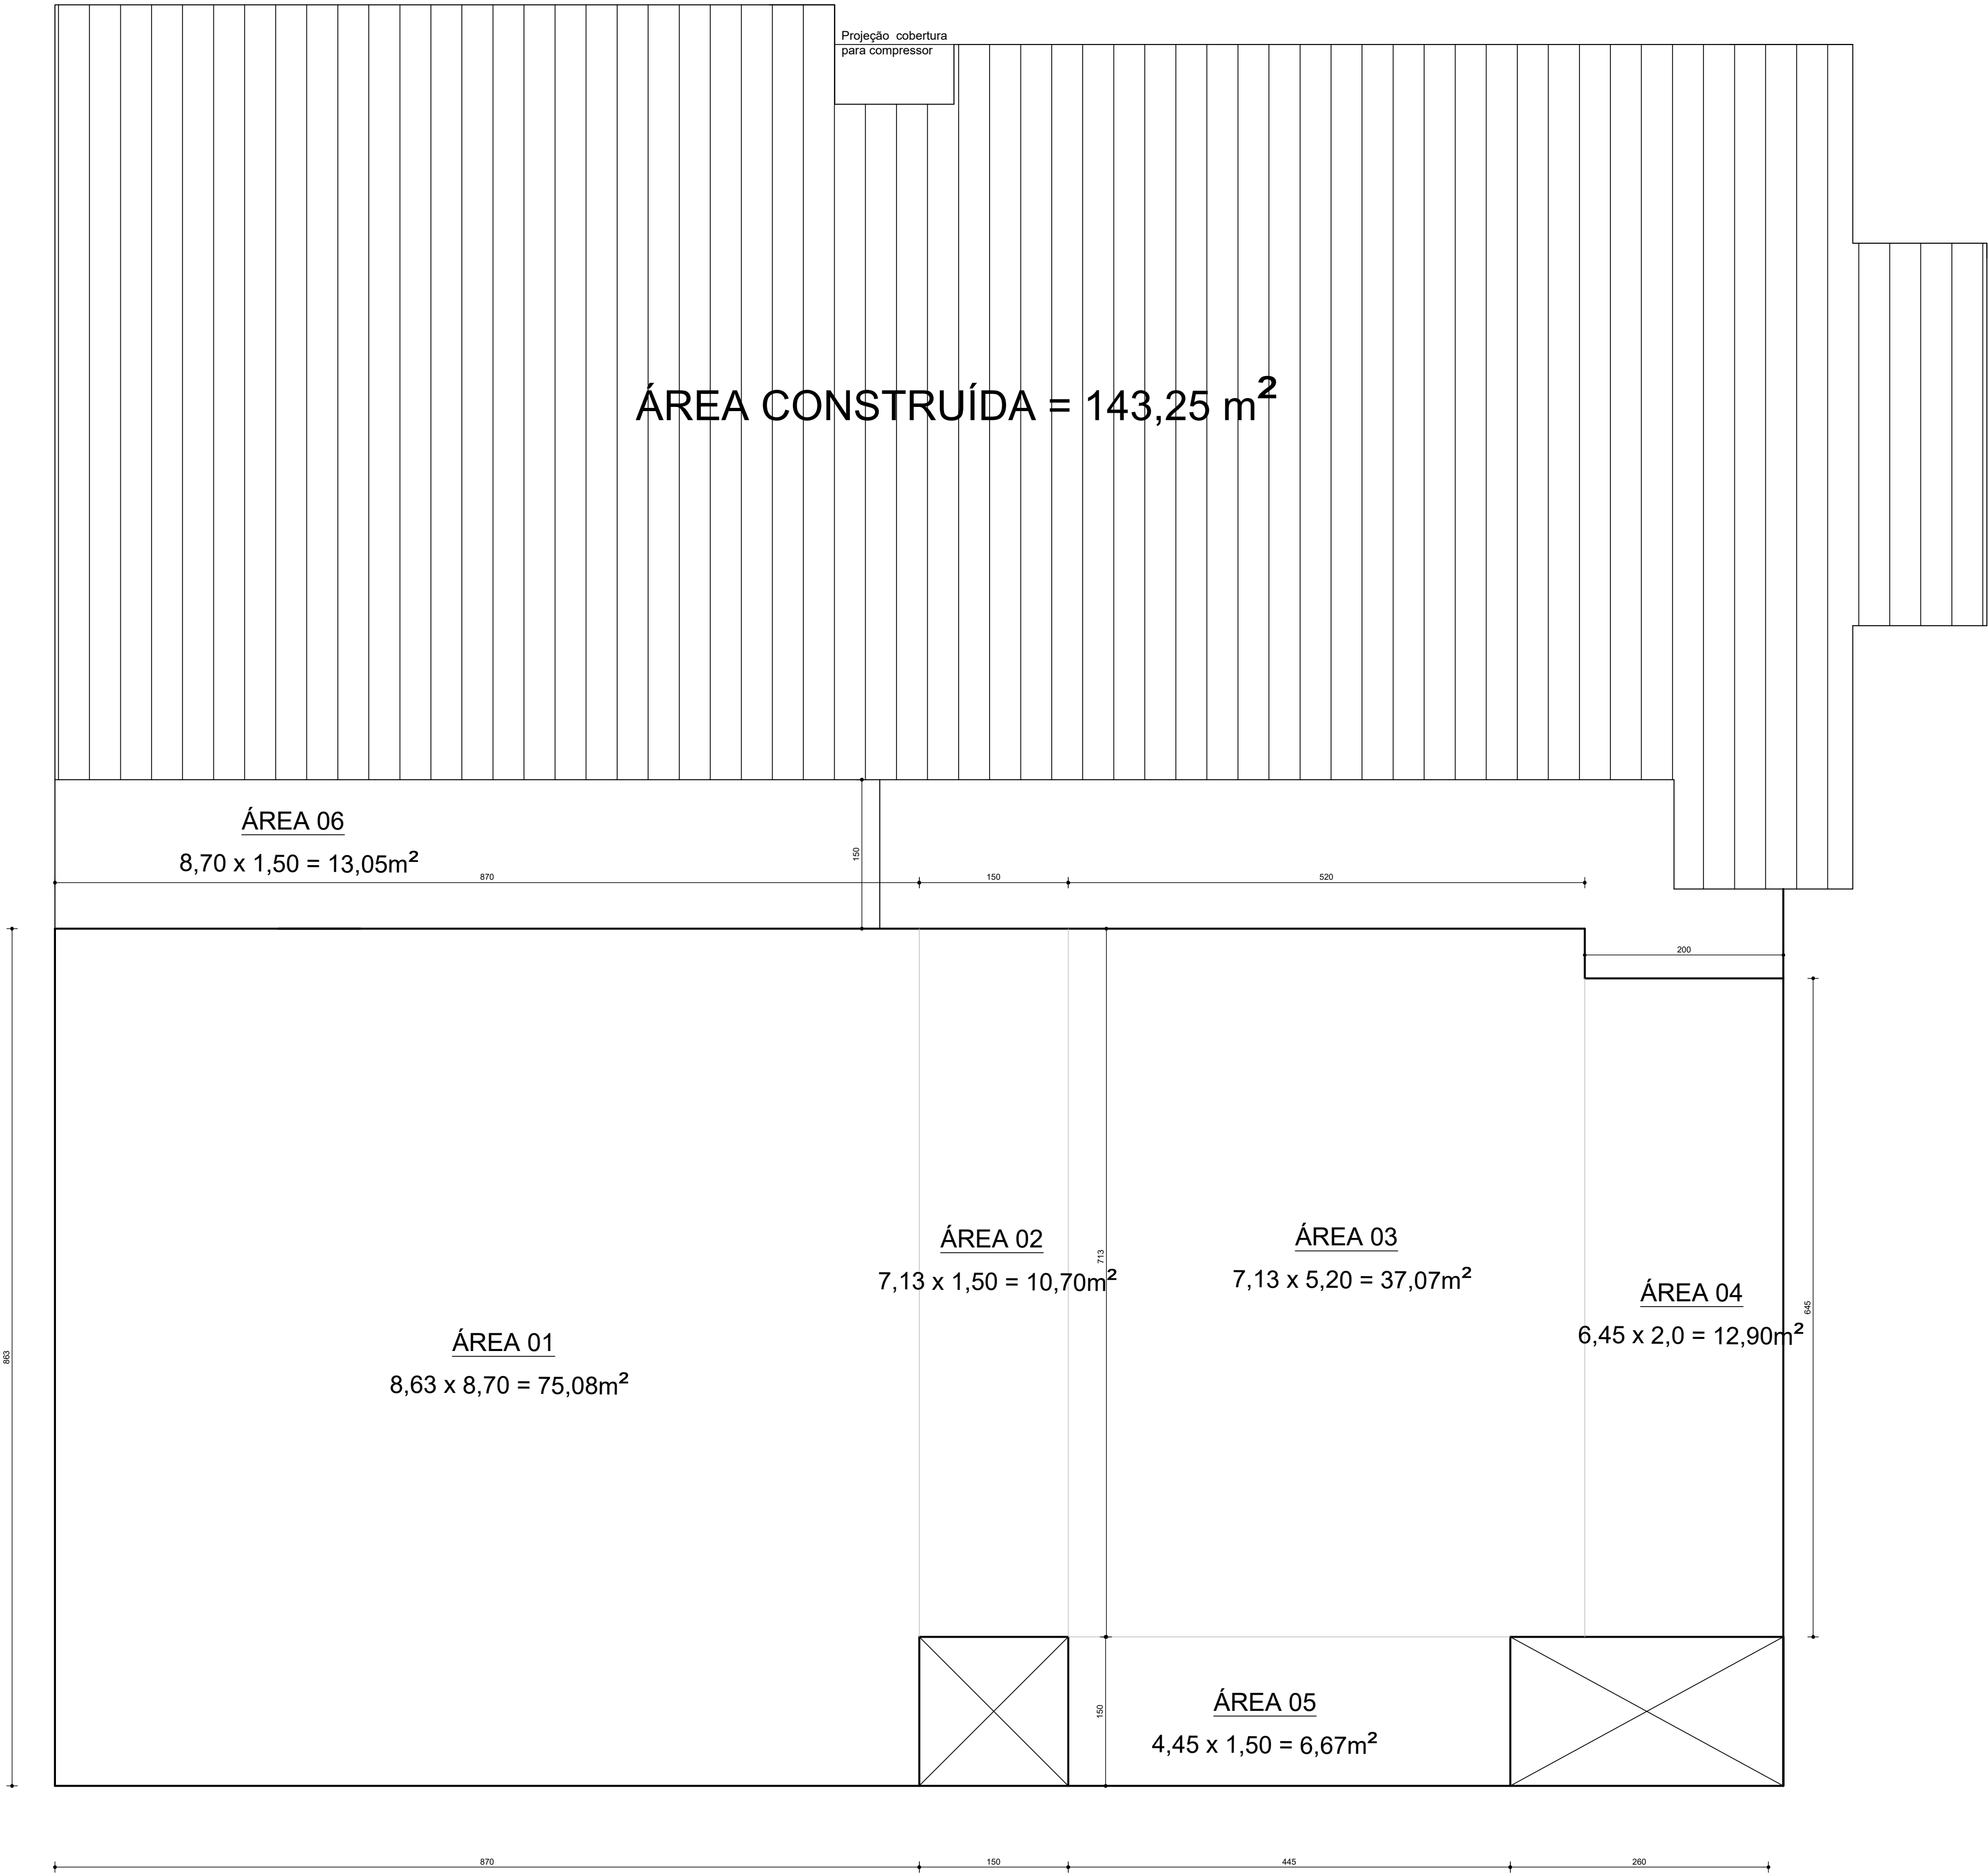 Projeção cobertura
para compressor
ÁREA CONSTRUÍDA = 143,25 m²
ÁREA 06
8,70 x 1,50 = 13,05m²
150
870
150
520
200
ÁREA 02
7,13 x 1,50 = 10,70m²
713
ÁREA 03
7,13 x 5,20 = 37,07m²
ÁREA 04
6,45 x 2,0 = 12,90m²
645
ÁREA 01
8,63 x 8,70 = 75,08m²
863
ÁREA 05
4,45 x 1,50 = 6,67m²
150
870
150
445
260